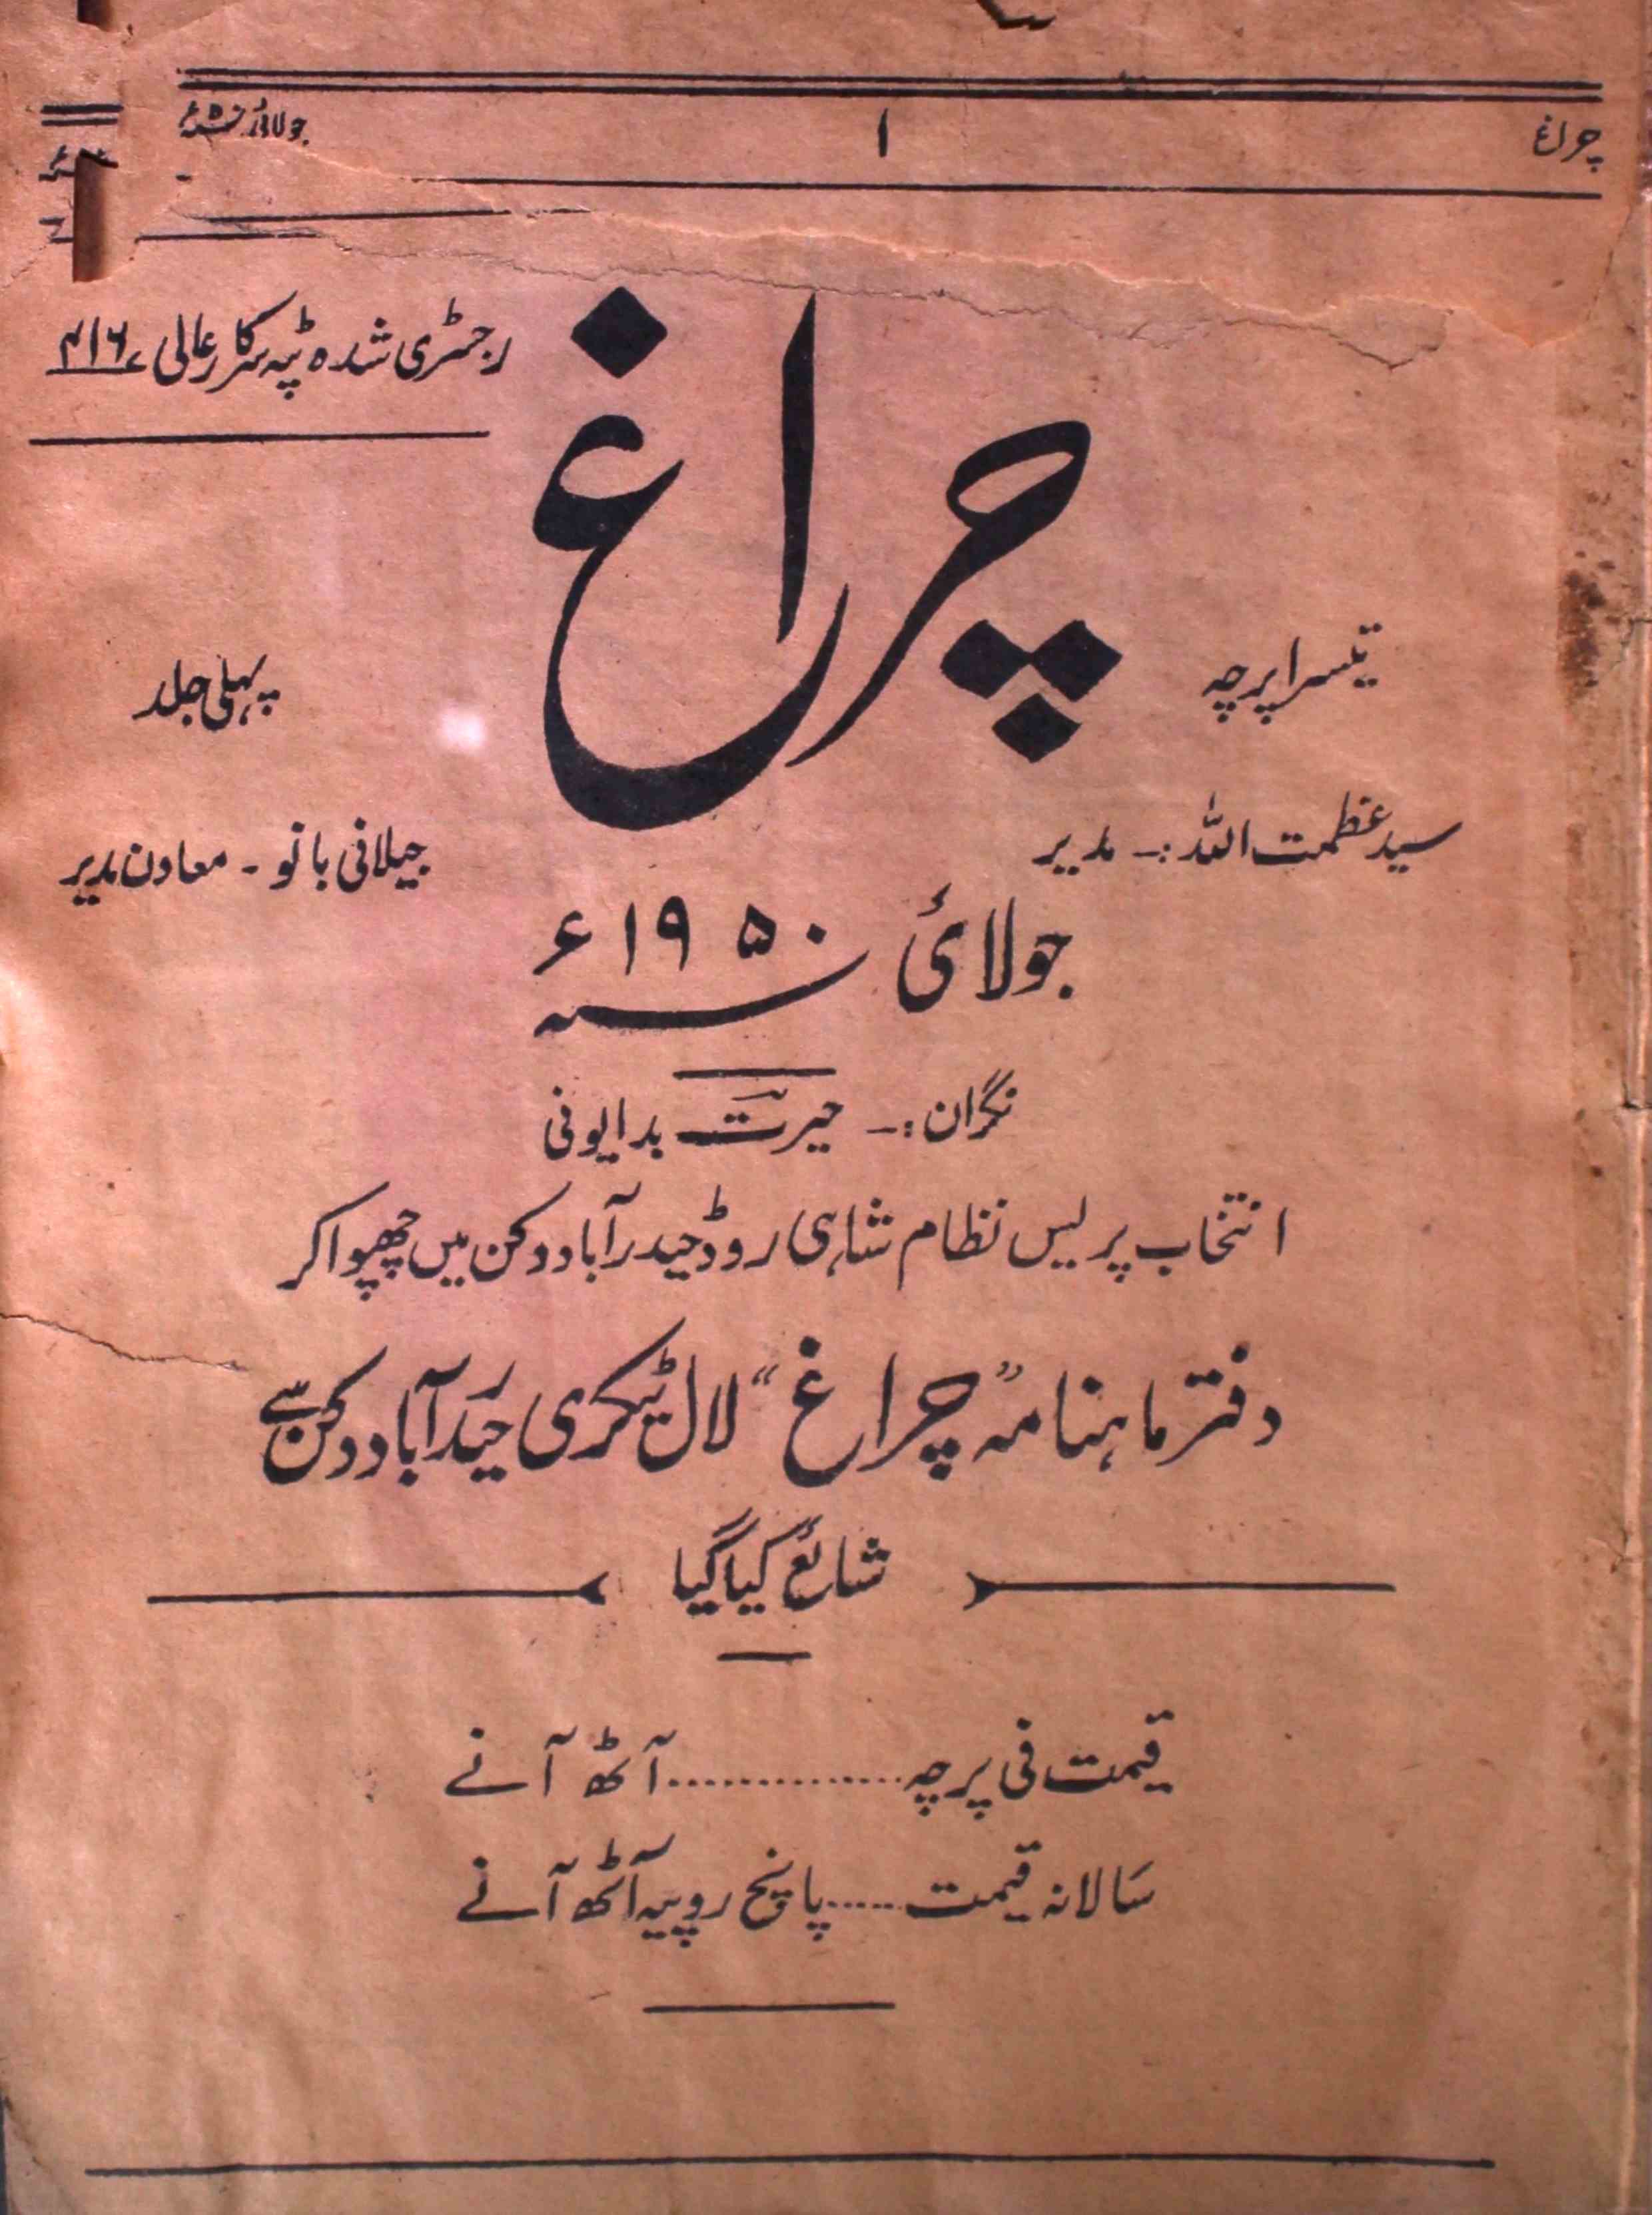 چراغ ۱ جولائی ۵۰ء
رجسٹری شدہ ٹپہ سرکار عالی ۴۱۶
چراغ
تیسرا پرچہ
پہلی جلد
سید عظمت اللہ :- مدیر
جیلانی بانو - معاون مدیر
جولائی ۱۹۵۰ء
نگران :- حیرت بدایونی
انتخاب پریس نظام شاہی روڈ حیدرآباد دکن میں چھپوا کر
دفتر ماہنامہ "چراغ" لال ٹیکری حیدرآباد دکن سے
شائع کیا گیا
قیمت فی پرچہ .............. آٹھ آنے
سالانہ قیمت ..... پانچ روپیہ آٹھ آنے